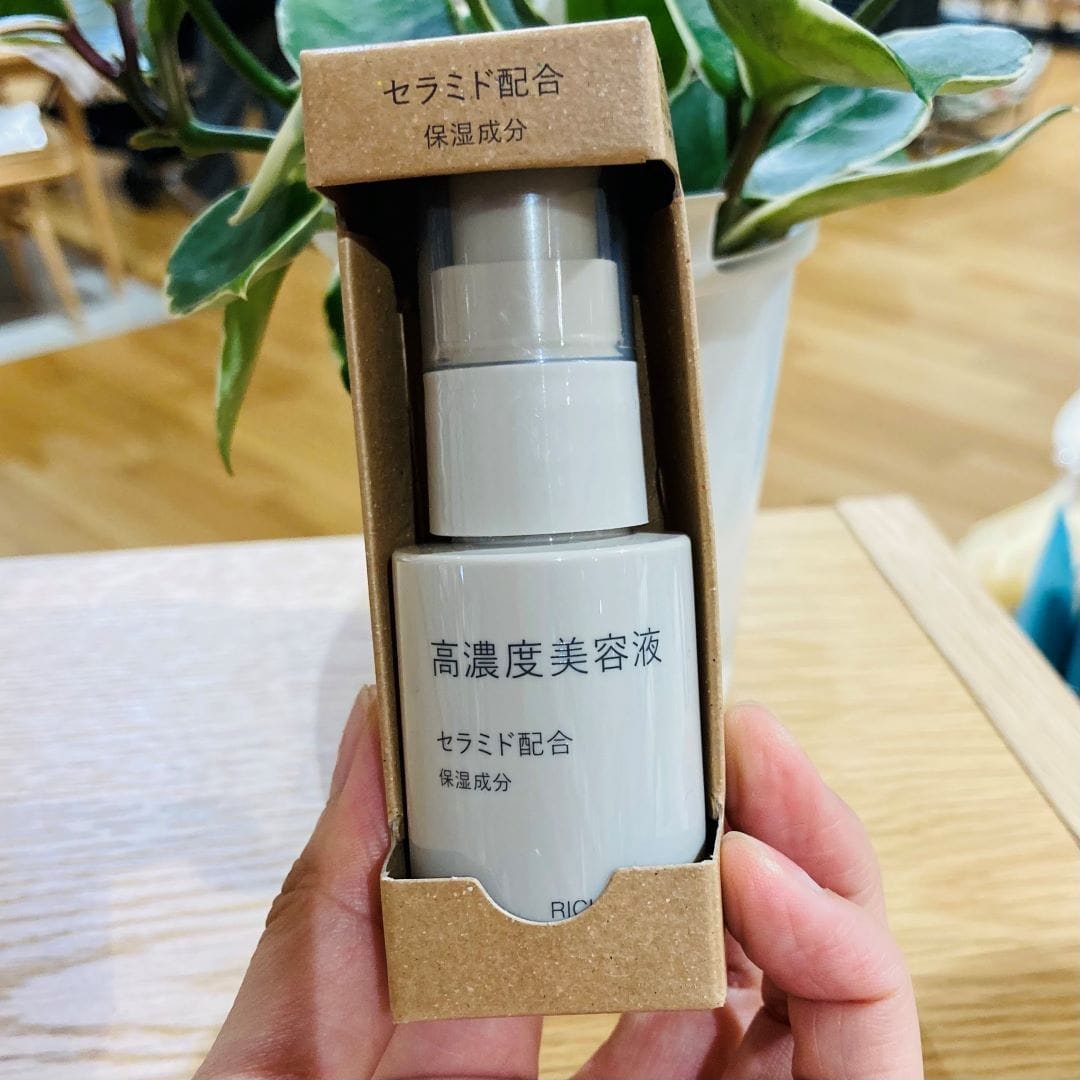 セラミド配合
保湿成分
高濃度美容液
セラミド配合
保湿成分